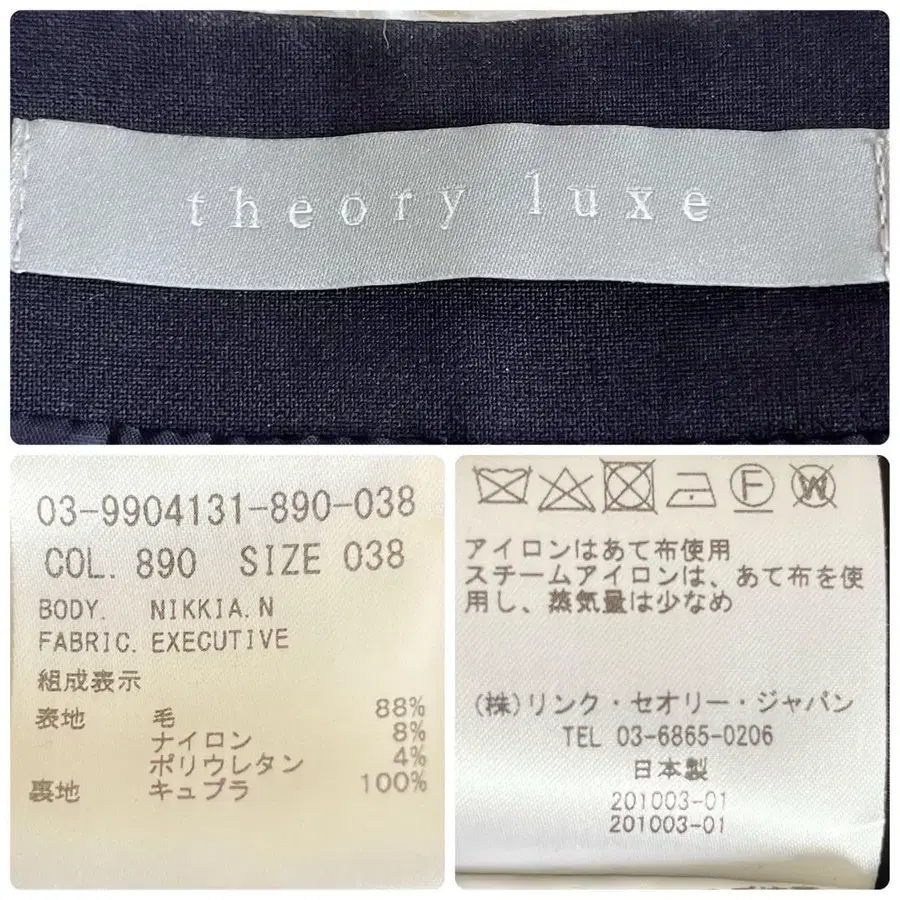 theory luxe
03-9904131-890-038
COL. 890 SIZE 038
BODY. NIKKIA.N
FABRIC. EXECUTIVE
組成表示
表地 毛 88%
ナイロン 8%
ポリウレタン 4%
裏地 キュプラ 100%
F W
アイロンはあて布使用
スチームアイロンは、あて布を使
用し、蒸気量は少なめ
(株)リンク・セオリー・ジャパン
TEL 03-6865-0206
日本製
201003-01
201003-01